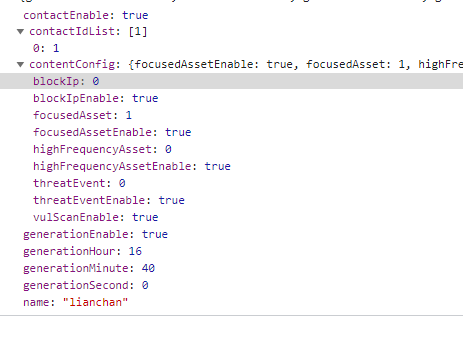 contactEnable: true
contactIdList: [1]
0: 1
contentConfig: {focusedAssetEnable: true, focusedAsset: 1, highFre
blockIp: 0
blockIpEnable: true
focusedAsset: 1
focusedAssetEnable: true
highFrequencyAsset: 0
highFrequencyAssetEnable: true
threatEvent: 0
threatEventEnable: true
vulScanEnable: true
generationEnable: true
generationHour: 16
generationMinute: 40
generationSecond: 0
name: "lianchan"